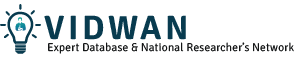 VIDWAN
Expert Database & National Researcher's Network